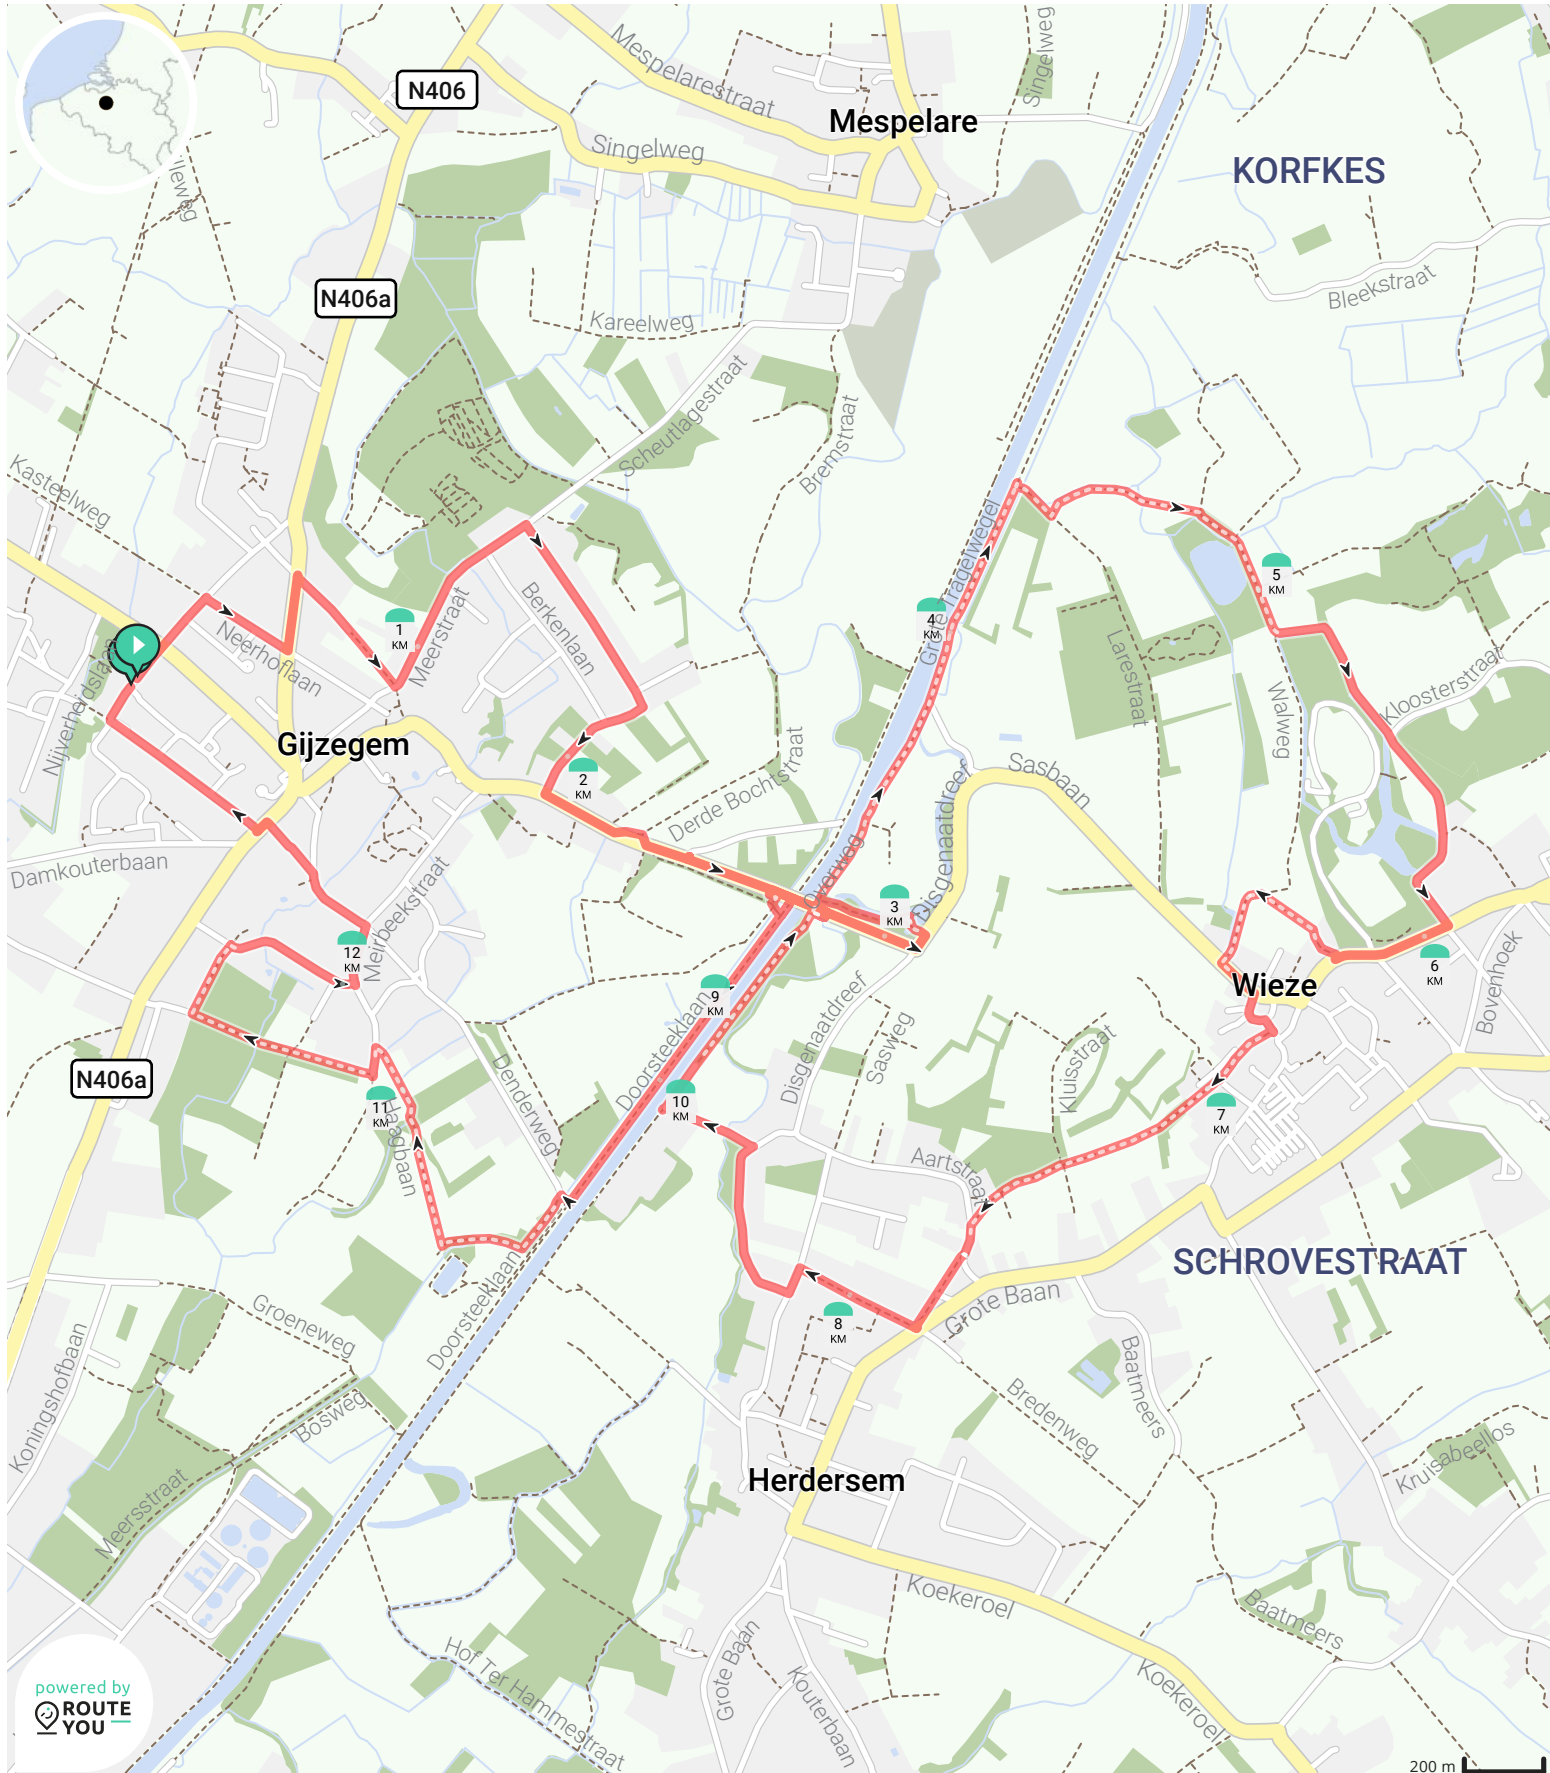 N406
Mespelarestraat
Singelweg
Mespelare
Singelweg
KORFKES
N406a
Kareelweg
Bleekstraat
Scheutlagestraat
Bremstraat
Kasteelweg
Grote Tragelwegel
5
KM
4
KM
1
KM
Meerstraat
Berkenlaan
Neerhoflaan
Nijverheidslaan
Larestraat
Walweg
Kloosterstraat
Gijzegem
Sasbaan
2
KM
Derde Bochtstraat
Disgenaatdreef
Overweg
Damkouterbaan
3
KM
Meirbeekstraat
12
KM
6
KM
Wieze
Bovenhoek
9
KM
Doorsteeklaan
Disgenaatdreef
Sasweg
Kluisstraat
N406a
Denderweg
10
KM
7
KM
11
KM
Haagbaan
Aartstraat
SCHROVESTRAAT
Doorsteeklaan
Groeneweg
Grote Baan
8
KM
Koningshofbaan
Bosweg
Baatmeers
Bredenweg
Kruisabeellos
Herdersem
Meersstraat
Koekeroel
Baatmeers
Hof Ter Hammestraat
Grote Baan
Kouterbaan
Koekeroel
powered by
ROUTE
YOU
200 m